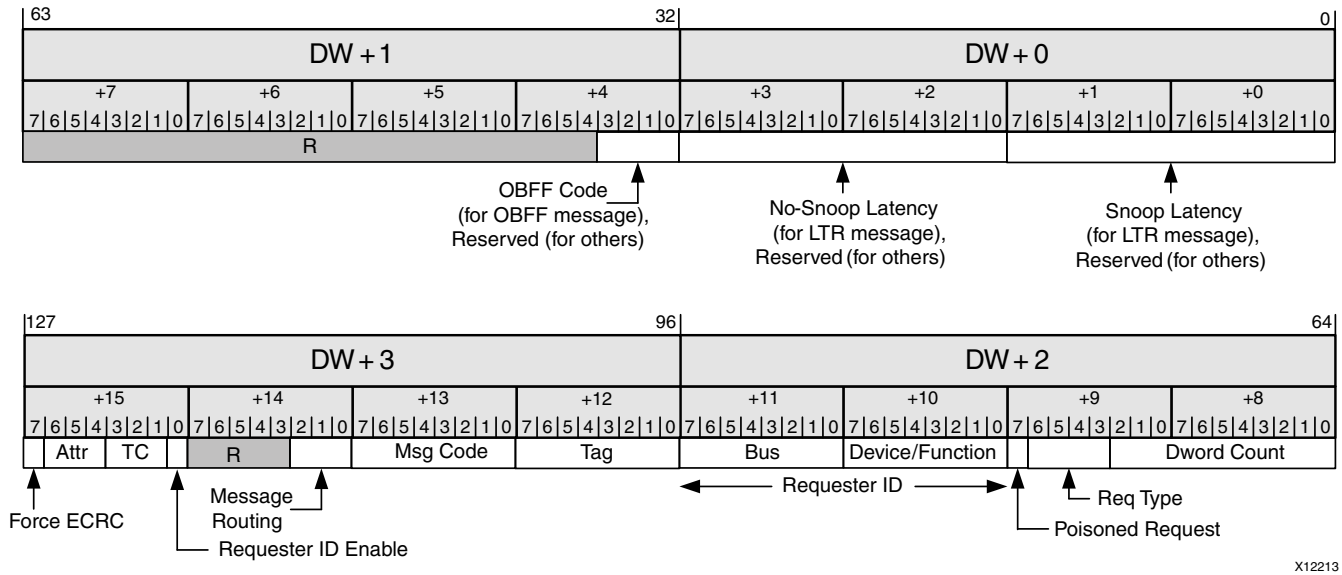 63 32 0
DW + 1 DW + 0
+7 +6 +5 +4 +3 +2 +1 +0
7 6 5 4 3 2 1 0 7 6 5 4 3 2 1 0 7 6 5 4 3 2 1 0 7 6 5 4 3 2 1 0 7 6 5 4 3 2 1 0 7 6 5 4 3 2 1 0 7 6 5 4 3 2 1 0 7 6 5 4 3 2 1 0
R
OBFF Code
(for OBFF message),
Reserved (for others)
No-Snoop Latency
(for LTR message),
Reserved (for others)
Snoop Latency
(for LTR message),
Reserved (for others)
127 96 64
DW + 3 DW + 2
+15 +14 +13 +12 +11 +10 +9 +8
7 6 5 4 3 2 1 0 7 6 5 4 3 2 1 0 7 6 5 4 3 2 1 0 7 6 5 4 3 2 1 0 7 6 5 4 3 2 1 0 7 6 5 4 3 2 1 0 7 6 5 4 3 2 1 0 7 6 5 4 3 2 1 0
Attr TC R Msg Code Tag Bus Device/Function Dword Count
Force ECRC
Message
Routing
Requester ID Enable
Requester ID
Req Type
Poisoned Request
X12213